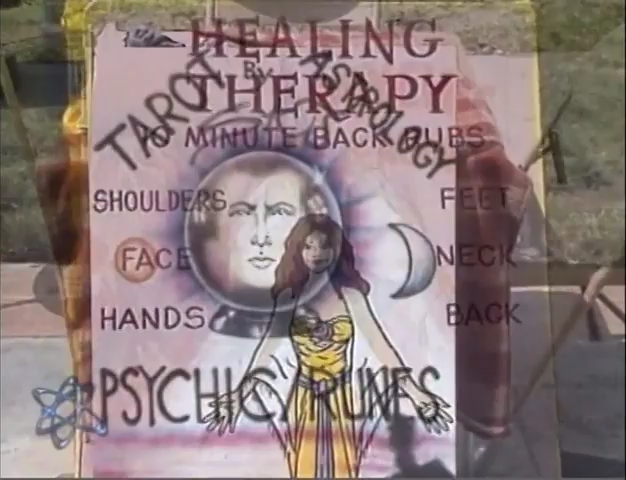 HEALING
BY
THERAPY
TAROT
ASTROLOGY
10 MINUTE BACK RUBS
SHOULDERS
FEET
FACE
NECK
HANDS
BACK
PSYCHIC/RUNES